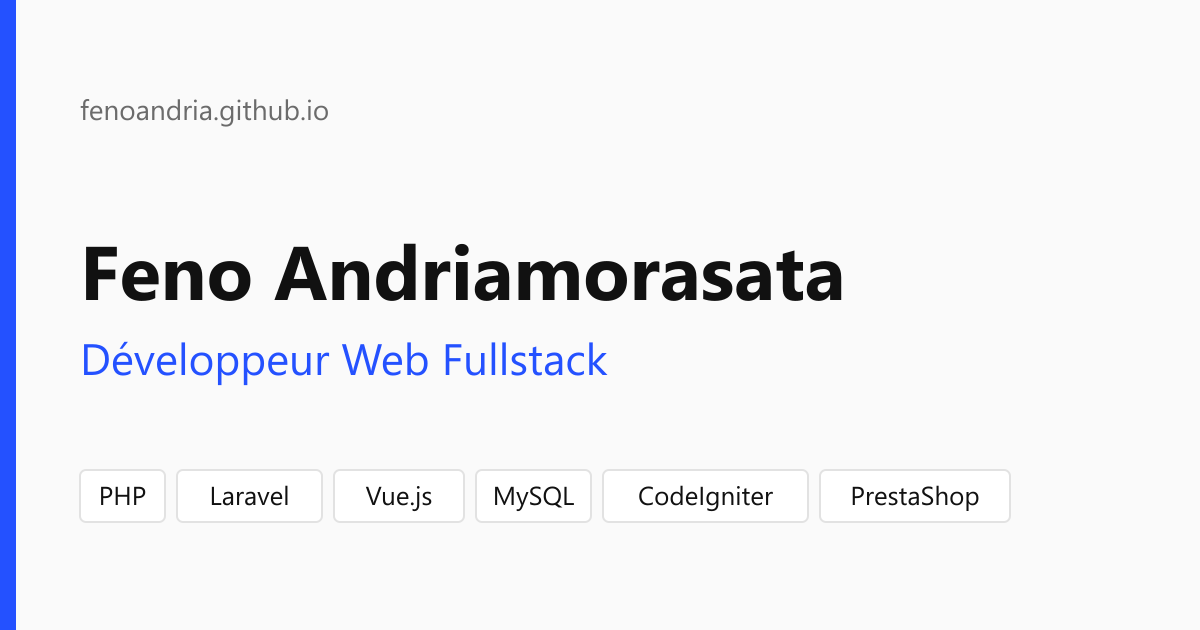 fenoandria.github.io
Feno Andriamorasata
Développeur Web Fullstack
PHP Laravel Vue.js MySQL CodeIgniter PrestaShop